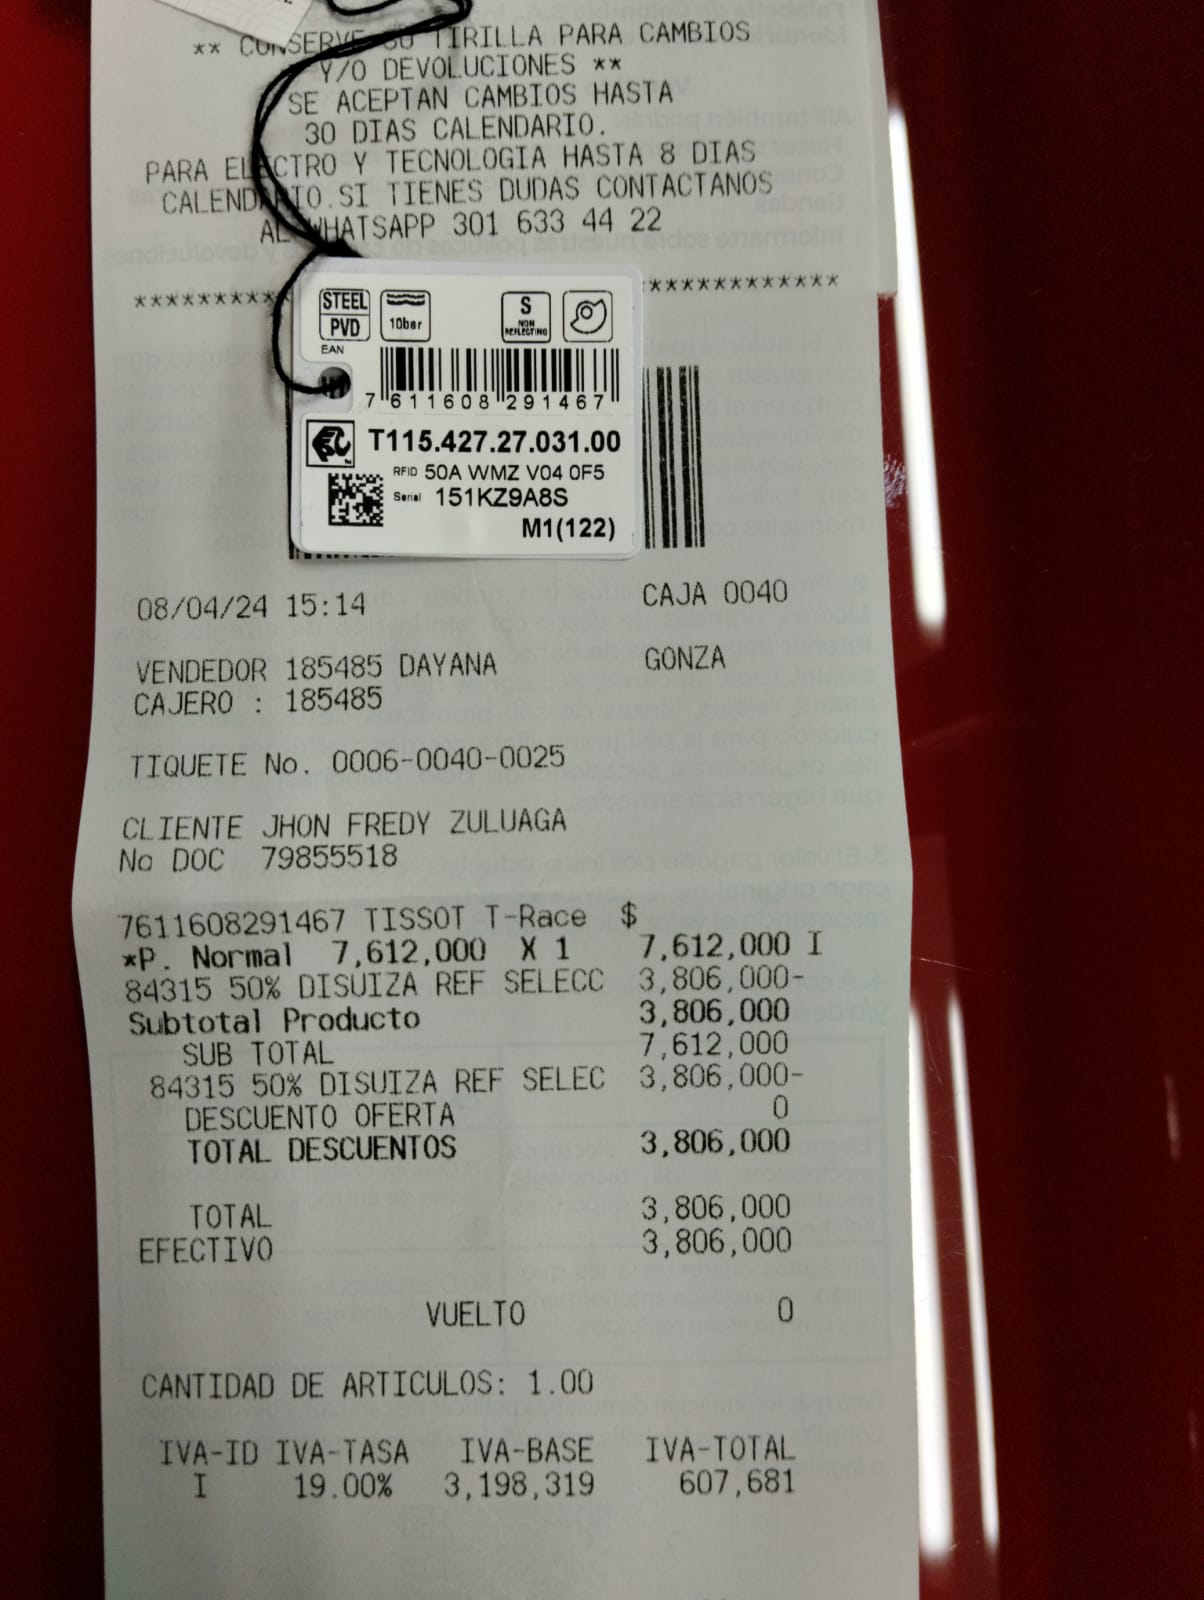 ** CONSERVE SU TIRILLA PARA CAMBIOS
Y/O DEVOLUCIONES **
SE ACEPTAN CAMBIOS HASTA
30 DIAS CALENDARIO.
PARA ELECTRO Y TECNOLOGIA HASTA 8 DIAS
CALENDARIO.SI TIENES DUDAS CONTACTANOS
AL WHATSAPP 301 633 44 22
STEEL
PVD
10bar
S
NON
REFLECTING
EAN
7 611608 291467
T115.427.27.031.00
RFID 50A WMZ V04 0F5
Serial 151KZ9A8S
M1(122)
08/04/24 15:14 CAJA 0040
VENDEDOR 185485 DAYANA GONZA
CAJERO : 185485
TIQUETE No. 0006-0040-0025
CLIENTE JHON FREDY ZULUAGA
No DOC 79855518
7611608291467 TISSOT T-Race $
*P. Normal 7,612,000 X 1 7,612,000 I
84315 50% DISUIZA REF SELECC 3,806,000-
Subtotal Producto 3,806,000
SUB TOTAL 7,612,000
84315 50% DISUIZA REF SELEC 3,806,000-
DESCUENTO OFERTA 0
TOTAL DESCUENTOS 3,806,000
TOTAL 3,806,000
EFECTIVO 3,806,000
VUELTO 0
CANTIDAD DE ARTICULOS: 1.00
IVA-ID IVA-TASA IVA-BASE IVA-TOTAL
I 19.00% 3,198,319 607,681